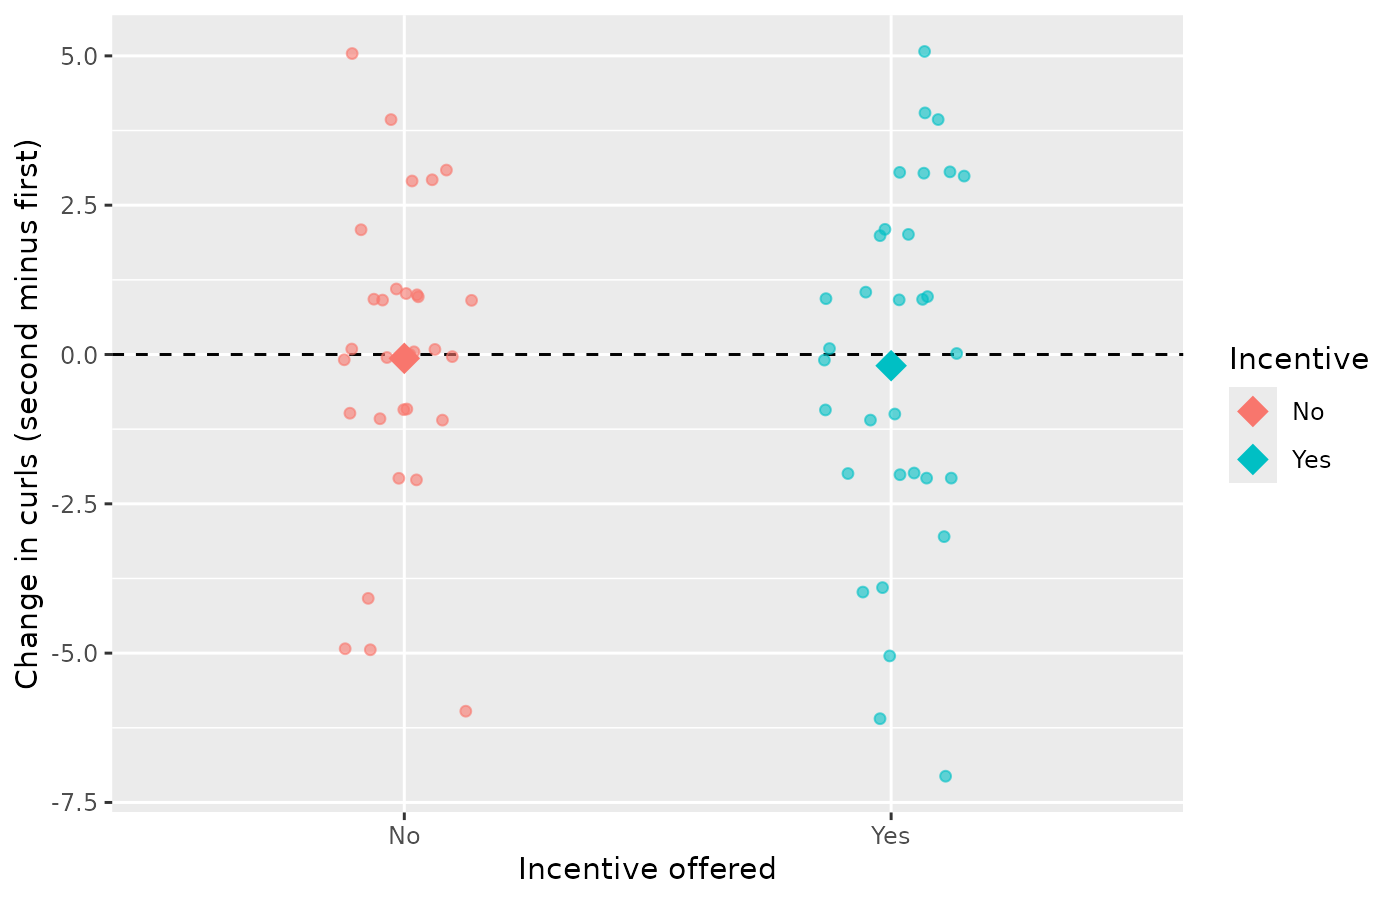 Change in curls (second minus first)
5.0
2.5
0.0
-2.5
-5.0
-7.5
No
Yes
Incentive offered
Incentive
No
Yes